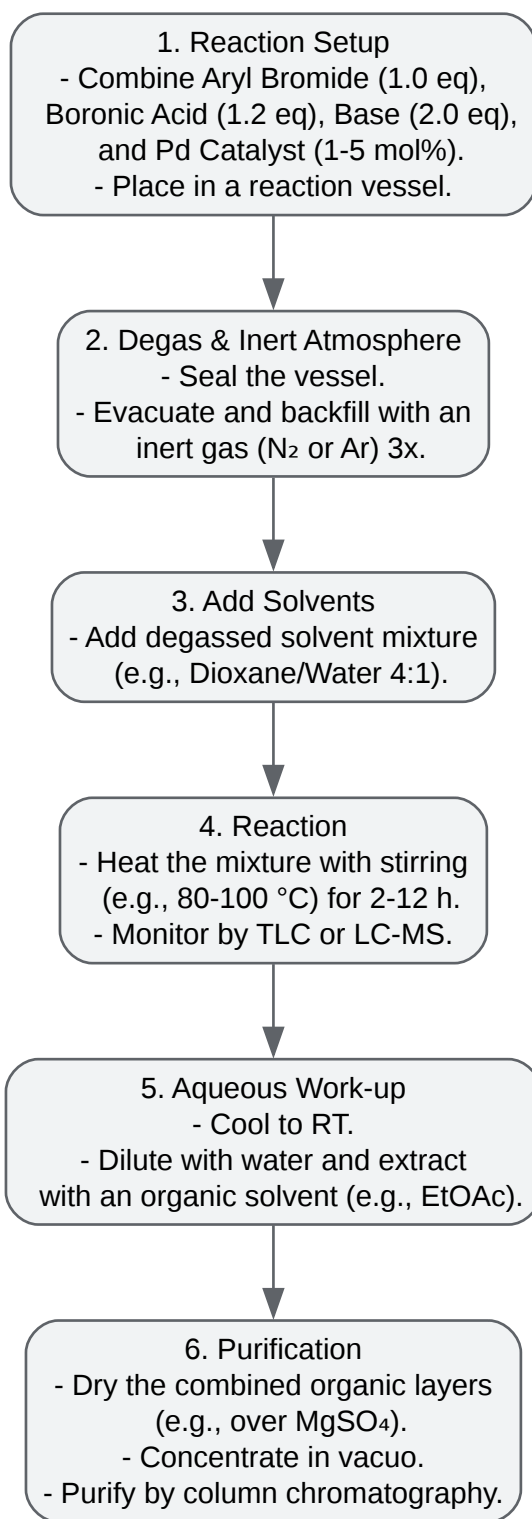 1. Reaction Setup
- Combine Aryl Bromide (1.0 eq),
Boronic Acid (1.2 eq), Base (2.0 eq),
and Pd Catalyst (1-5 mol%).
- Place in a reaction vessel.
2. Degas & Inert Atmosphere
- Seal the vessel.
- Evacuate and backfill with an
inert gas (N₂ or Ar) 3x.
3. Add Solvents
- Add degassed solvent mixture
(e.g., Dioxane/Water 4:1).
4. Reaction
- Heat the mixture with stirring
(e.g., 80-100 °C) for 2-12 h.
- Monitor by TLC or LC-MS.
5. Aqueous Work-up
- Cool to RT.
- Dilute with water and extract
with an organic solvent (e.g., EtOAc).
6. Purification
- Dry the combined organic layers
(e.g., over MgSO₄).
- Concentrate in vacuo.
- Purify by column chromatography.